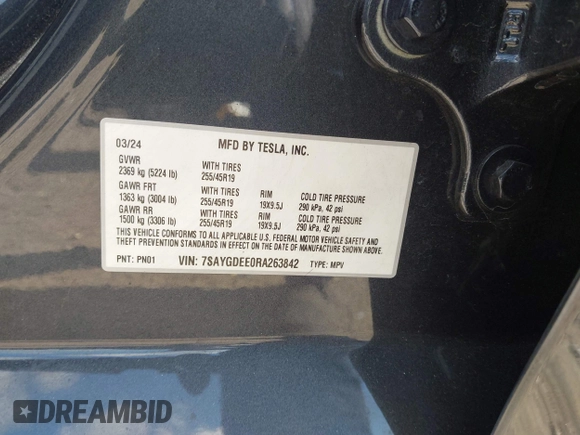 03/24 MFD BY TESLA, INC.
GVWR WITH TIRES
2369 kg (5224 lb) 255/45R19
GAWR FRT WITH TIRES RIM COLD TIRE PRESSURE
1363 kg (3004 lb) 255/45R19 19X9.5J 290 kPa, 42 psi
GAWR RR WITH TIRES RIM COLD TIRE PRESSURE
1500 kg (3306 lb) 255/45R19 19X9.5J 290 kPa, 42 psi
THIS VEHICLE CONFORMS TO ALL APPLICABLE U.S. FEDERAL MOTOR VEHICLE SAFETY AND
THEFT PREVENTION STANDARDS IN EFFECT ON THE DATE OF MANUFACTURE SHOWN ABOVE.
PNT: PN01 VIN: 7SAYGDEE0RA263842 TYPE: MPV
DREAMBID